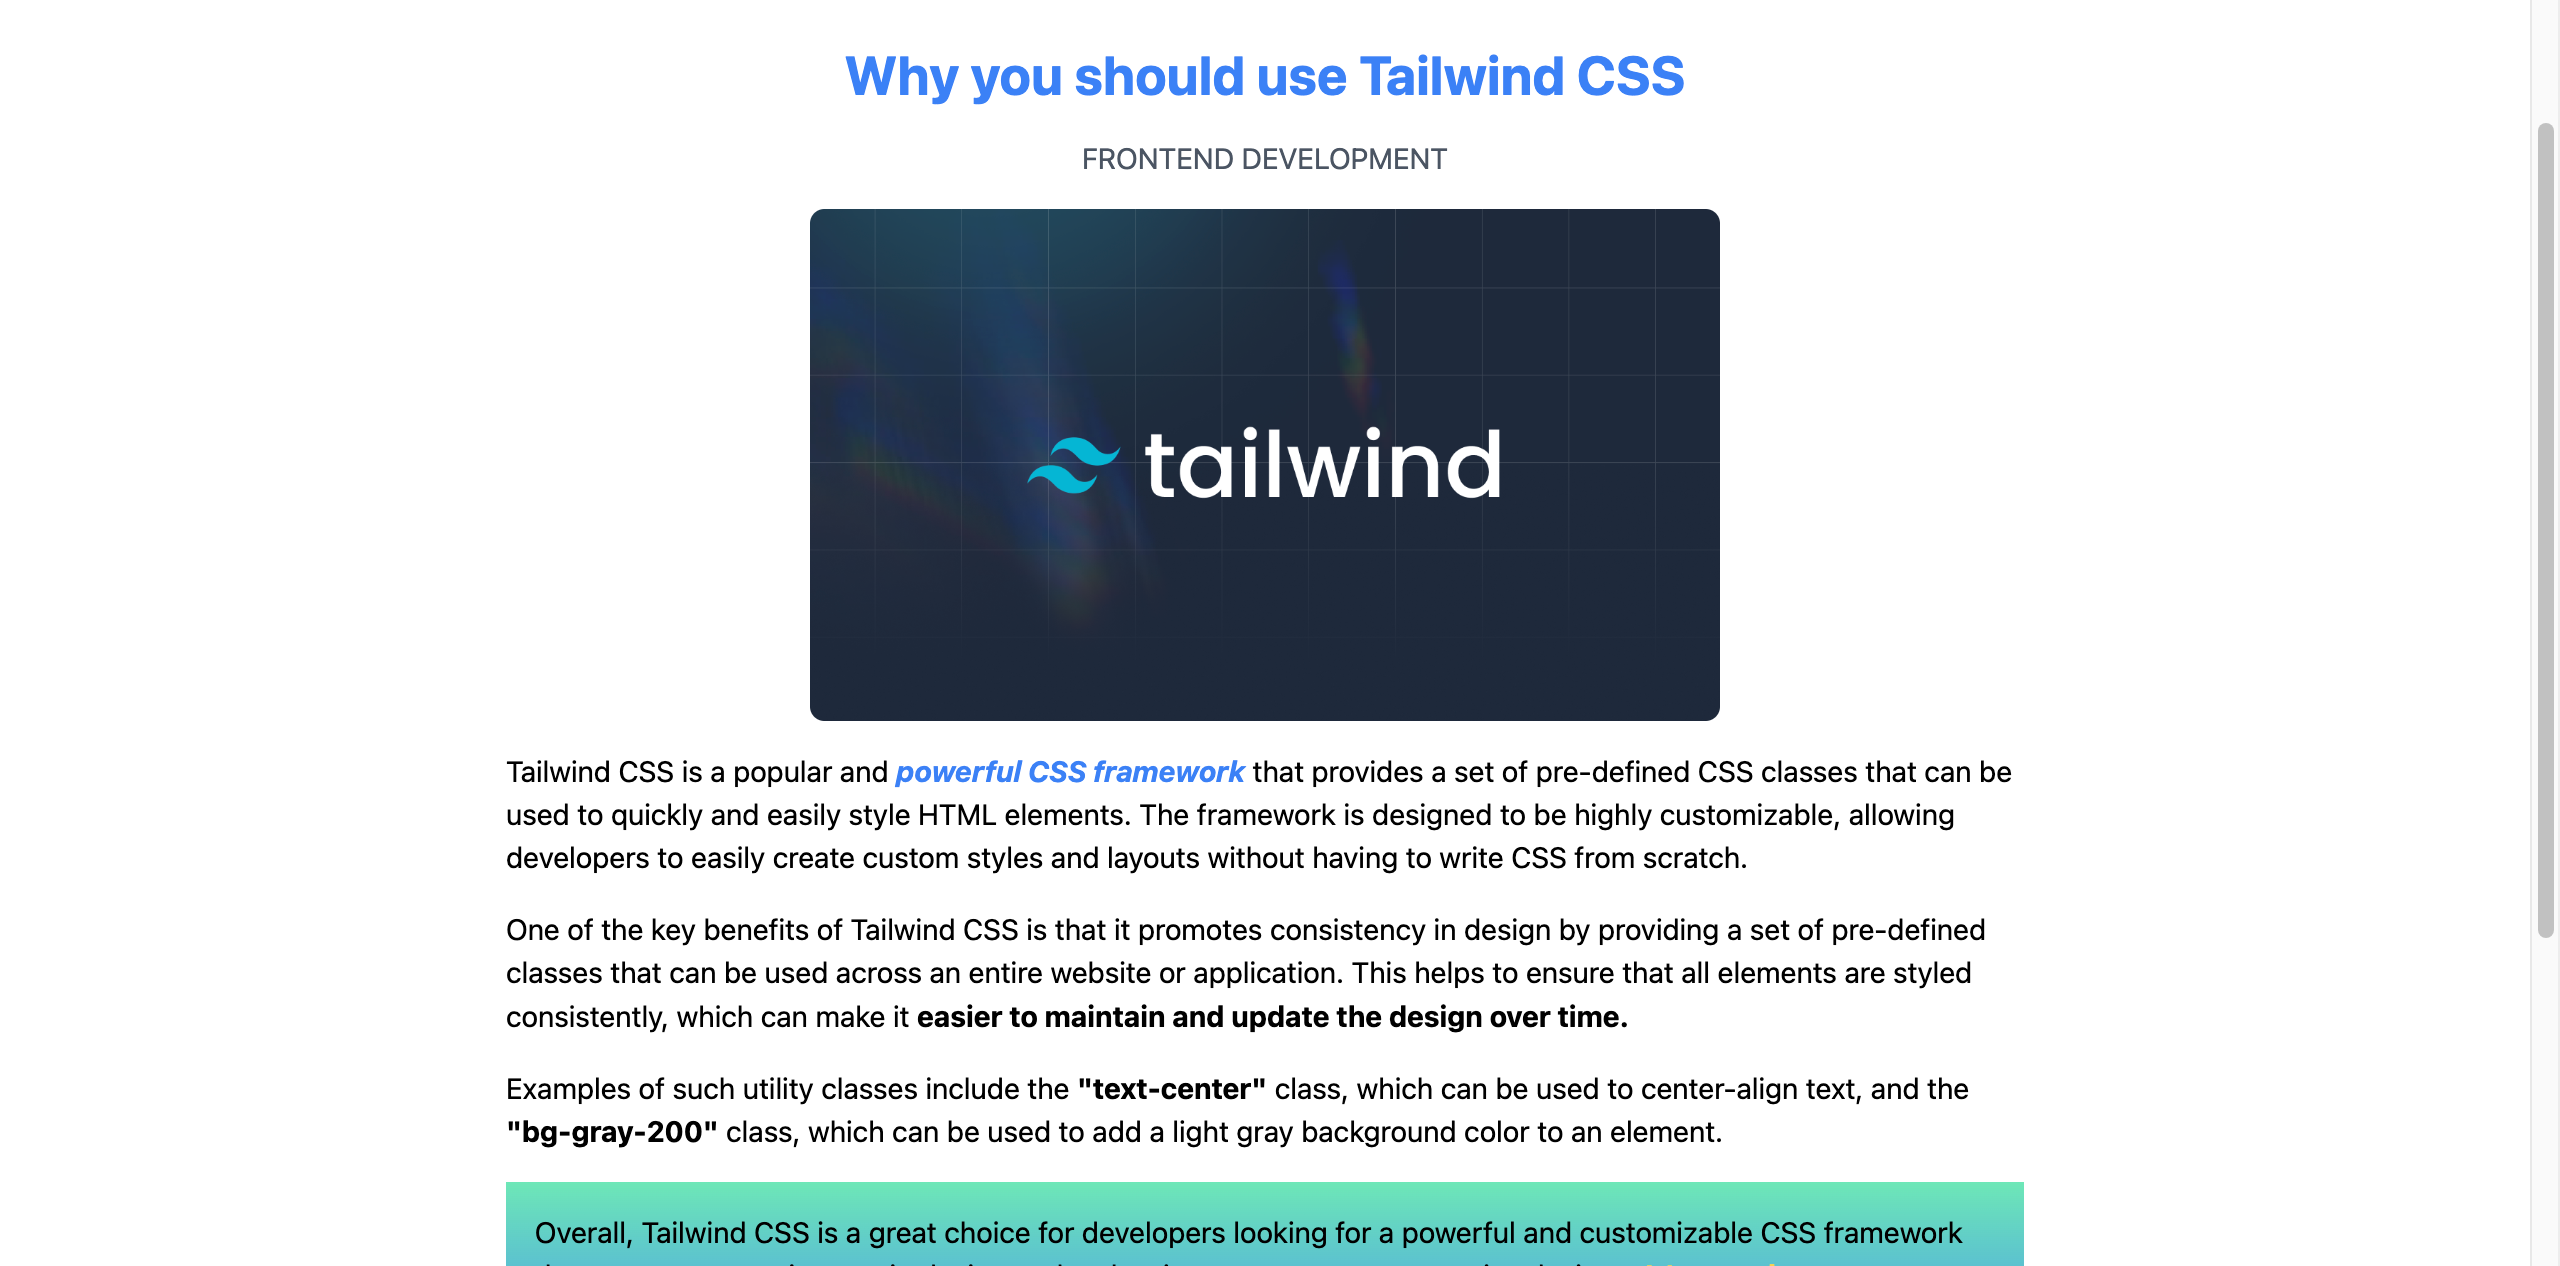 Why you should use Tailwind CSS
FRONTEND DEVELOPMENT
tailwind
Tailwind CSS is a popular and powerful CSS framework that provides a set of pre-defined CSS classes that can be
used to quickly and easily style HTML elements. The framework is designed to be highly customizable, allowing
developers to easily create custom styles and layouts without having to write CSS from scratch.
One of the key benefits of Tailwind CSS is that it promotes consistency in design by providing a set of pre-defined
classes that can be used across an entire website or application. This helps to ensure that all elements are styled
consistently, which can make it easier to maintain and update the design over time.
Examples of such utility classes include the "text-center" class, which can be used to center-align text, and the
"bg-gray-200" class, which can be used to add a light gray background color to an element.
Overall, Tailwind CSS is a great choice for developers looking for a powerful and customizable CSS framework